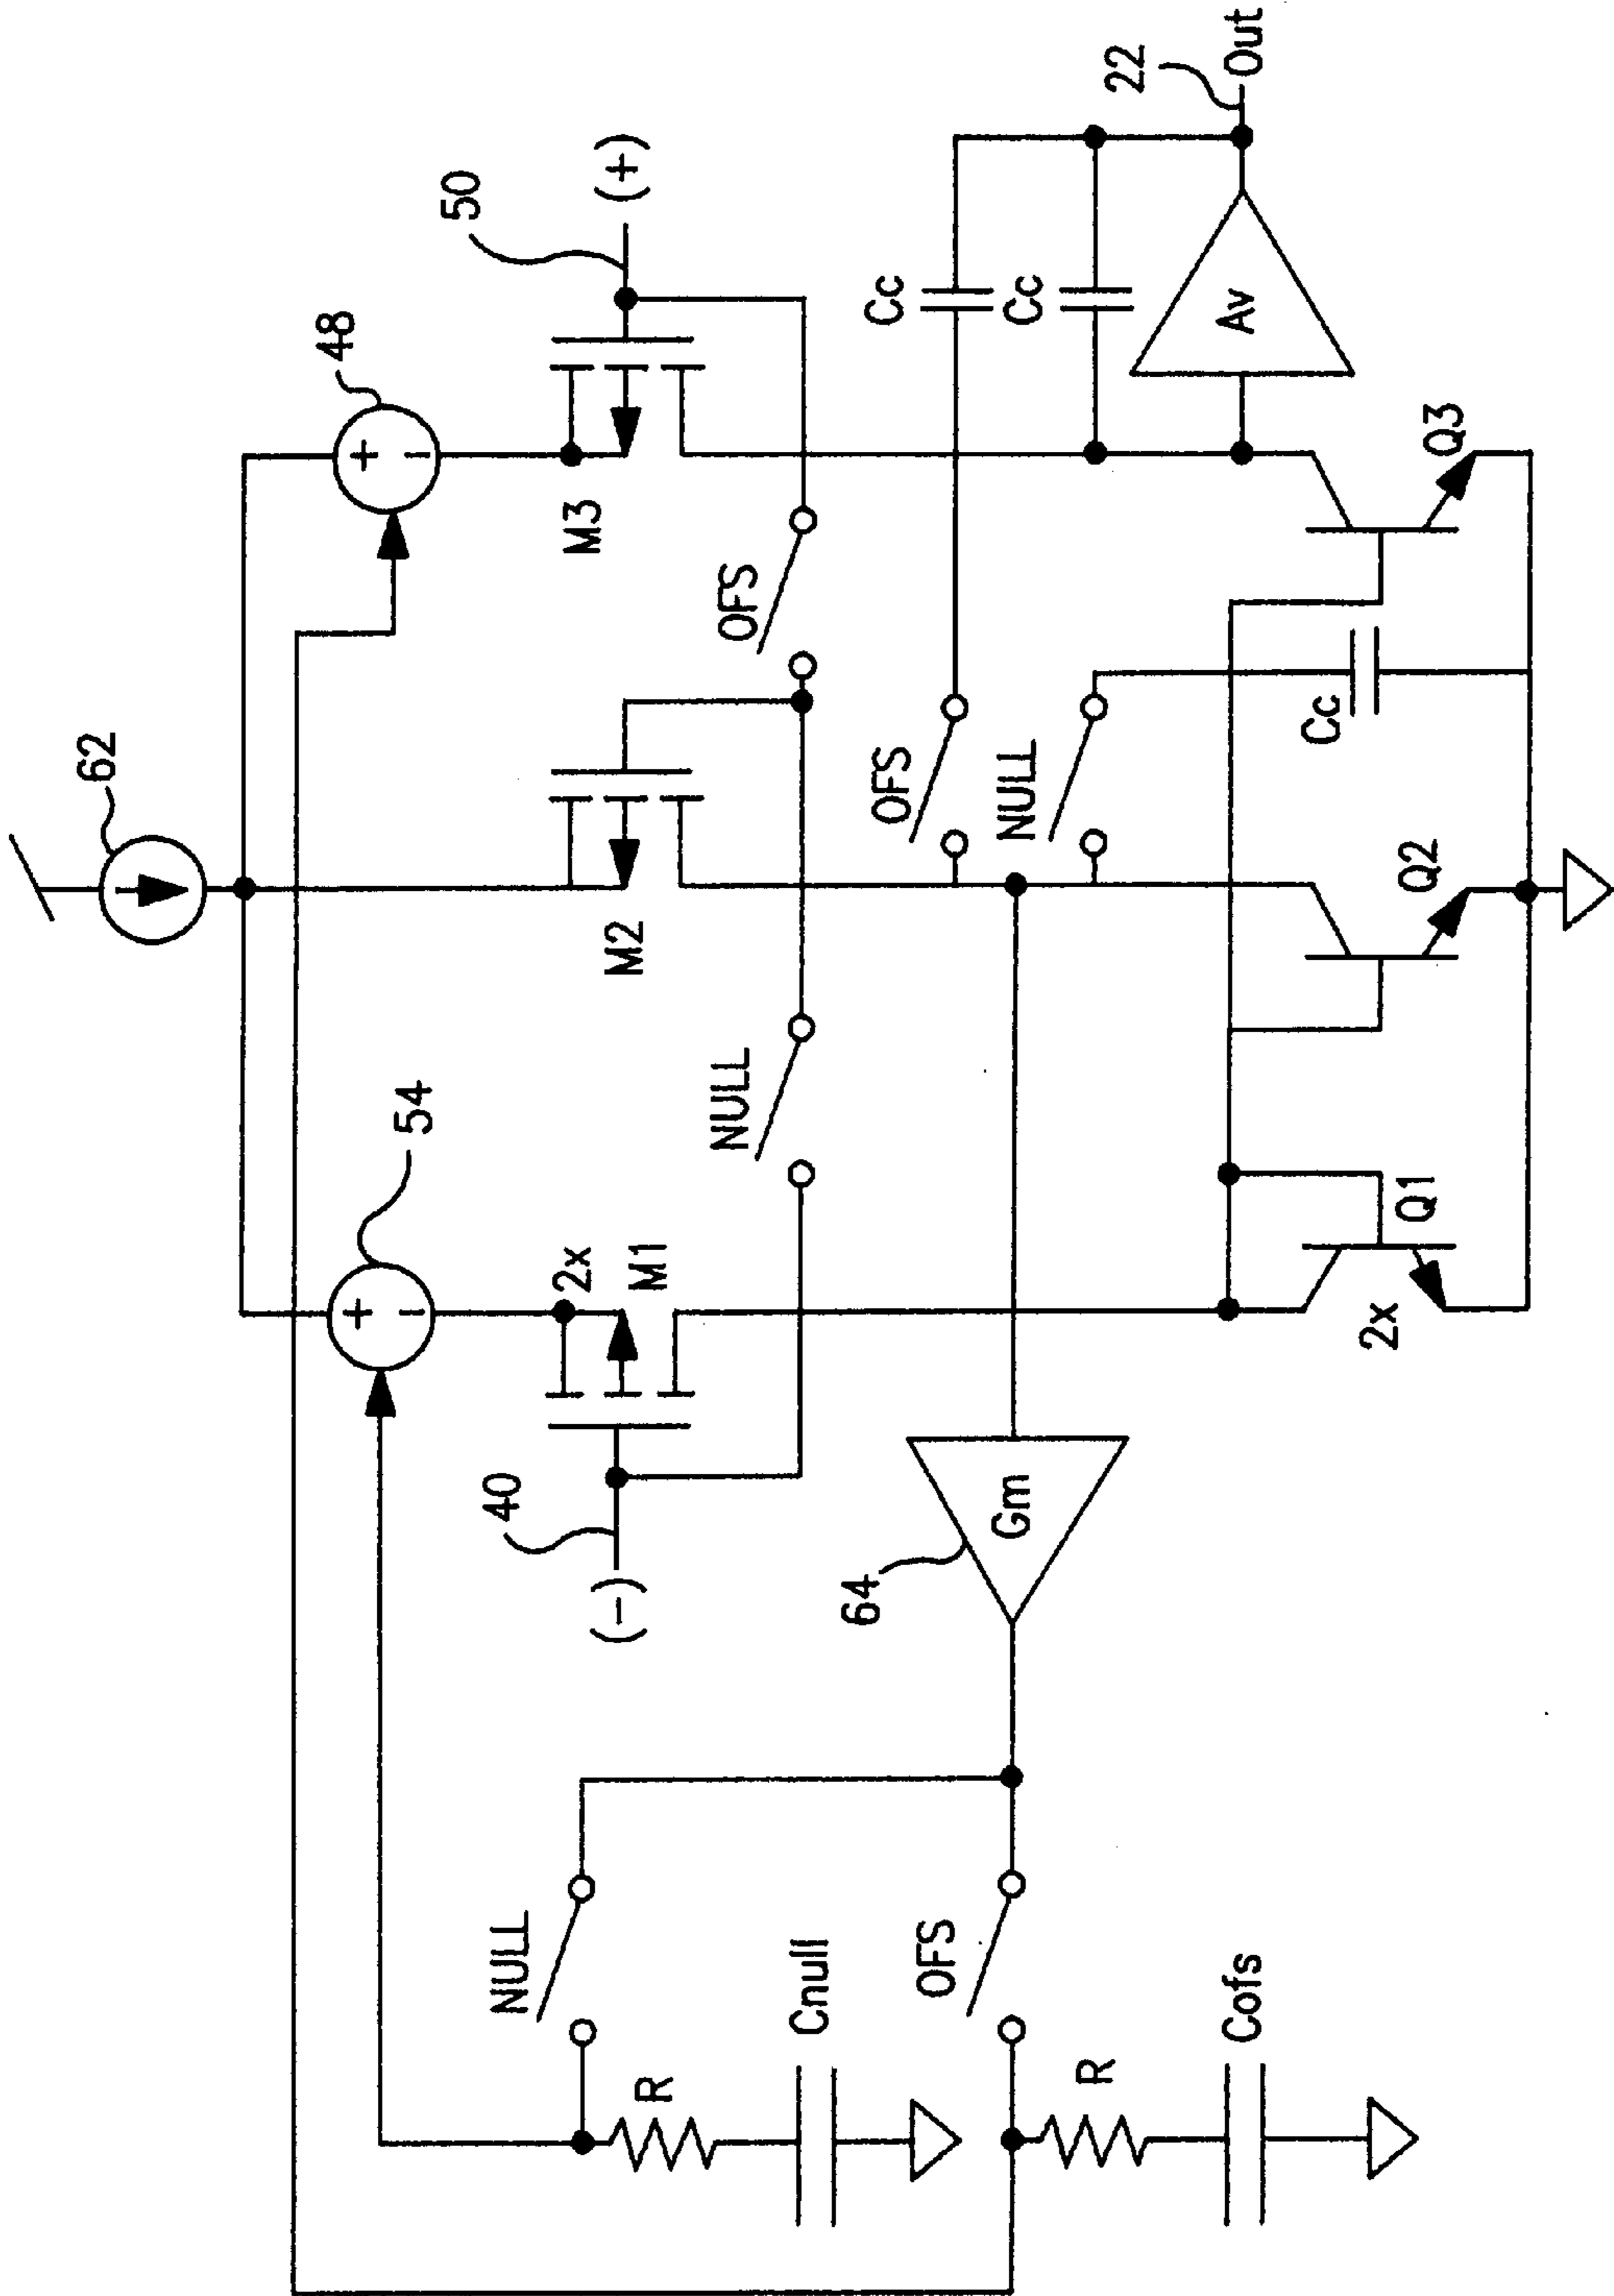 62
54
48
+
-
+
-
2x
M1
M2
M3
50
(+)
40
(-)
NULL
OFS
NULL
OFS
NULL
Cc
Cc
22
Out
Av
64
Gm
R
Cnull
OFS
R
Cofs
2x
Q1
Q2
Cc
Q3